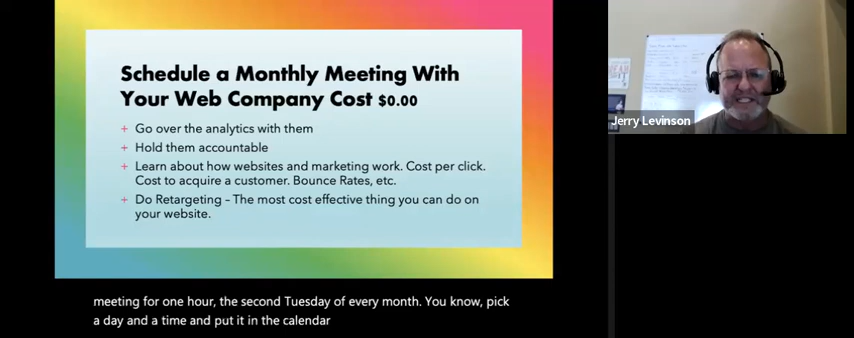 Schedule a Monthly Meeting With
Your Web Company Cost $0.00
+ Go over the analytics with them
+ Hold them accountable
+ Learn about how websites and marketing work. Cost per click.
Cost to acquire a customer. Bounce Rates, etc.
+ Do Retargeting – The most cost effective thing you can do on
your website.
Jerry Levinson
meeting for one hour, the second Tuesday of every month. You know, pick
a day and a time and put it in the calendar